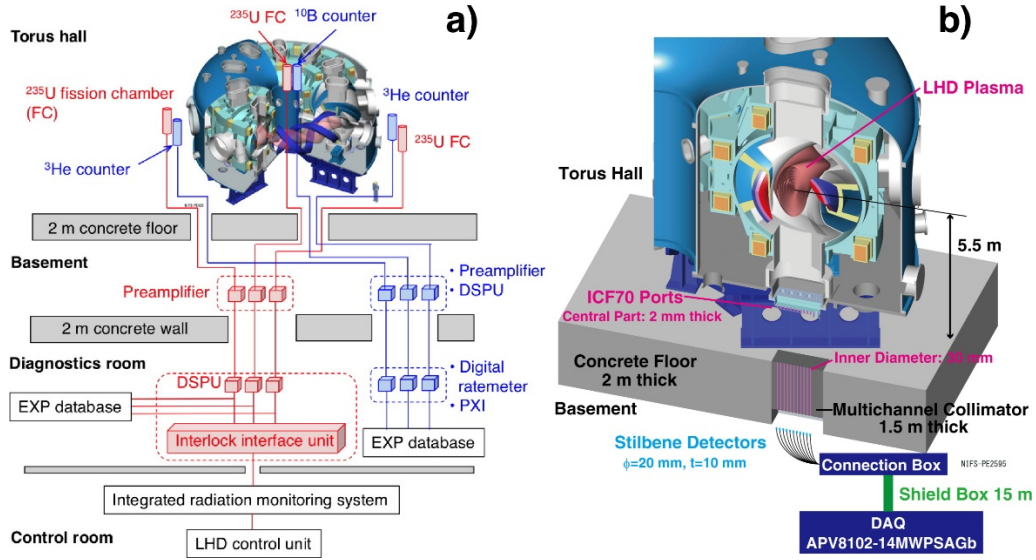 a)
Torus hall
²³⁵U FC
¹⁰B counter
²³⁵U fission chamber
(FC)
³He counter
³He counter
²³⁵U FC
2 m concrete floor
Basement
Preamplifier
• Preamplifier
• DSPU
2 m concrete wall
Diagnostics room
DSPU
• Digital
ratemeter
• PXI
EXP database
Interlock interface unit
EXP database
Integrated radiation monitoring system
Control room
LHD control unit
b)
LHD Plasma
Torus Hall
5.5 m
ICF70 Ports
Central Part: 2 mm thick
Inner Diameter: 30 mm
Concrete Floor
2 m thick
Basement
Multichannel Collimator
1.5 m thick
Stilbene Detectors
ϕ=20 mm, t=10 mm
Connection Box
NIFS-PE2595
Shield Box 15 m
DAQ
APV8102-14MWPSAGb